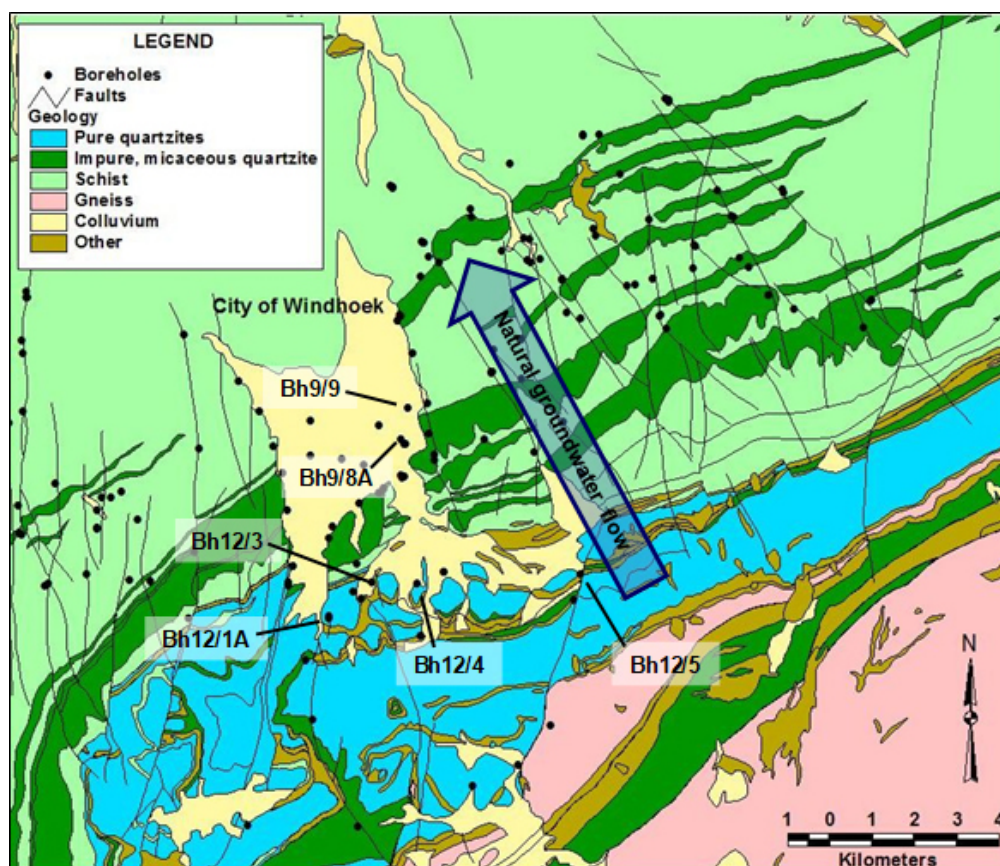 LEGEND
Boreholes
Faults
Geology
Pure quartzites
Impure, micaceous quartzite
Schist
Gneiss
Colluvium
Other
City of Windhoek
Natural groundwater flow
Bh9/9
Bh9/8A
Bh12/3
Bh12/1A
Bh12/4
Bh12/5
N
1 0 1 2 3 4
Kilometers